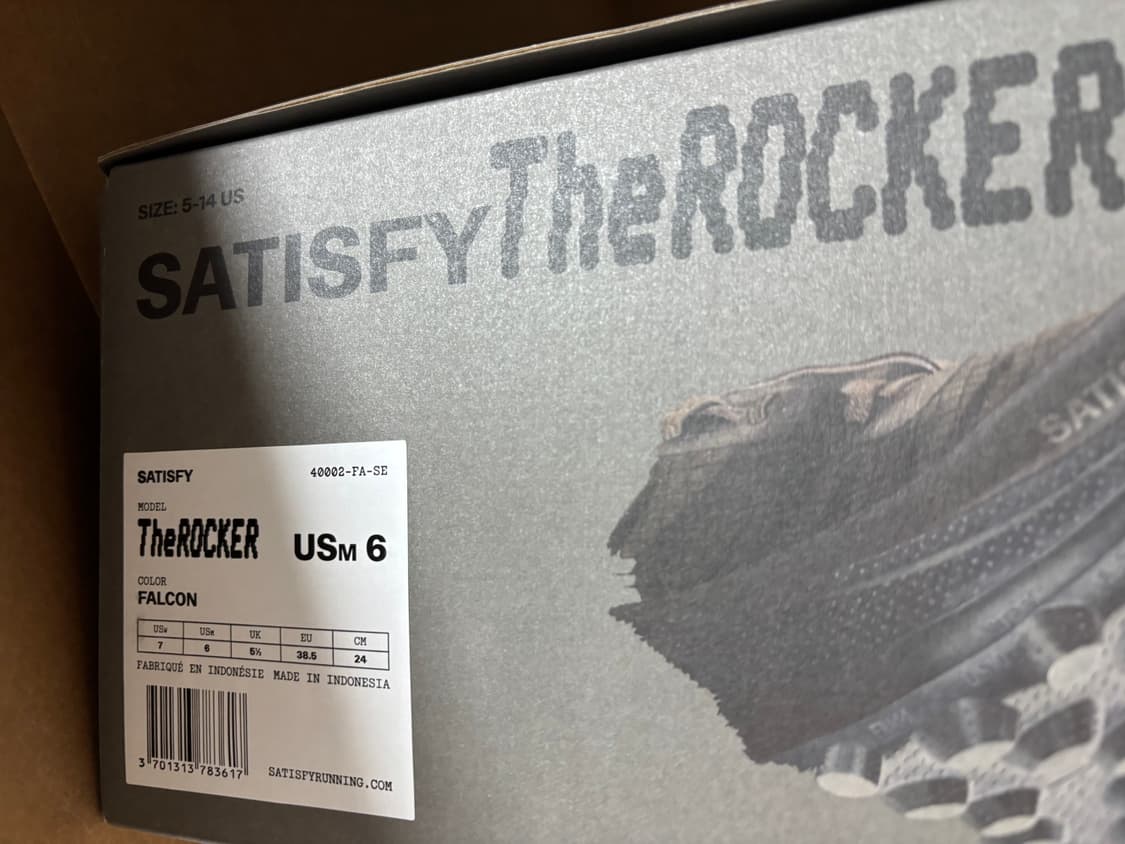 SIZE: 5-14 US
SATISFY TheROCKER
SATISFY 40002-FA-SE
MODEL
TheROCKER USM 6
COLOR
FALCON
USW USM UK EU CM
7 6 5½ 38.5 24
FABRIQUÉ EN INDONÉSIE MADE IN INDONESIA
3 701313 783617
SATISFYRUNNING.COM
SATI